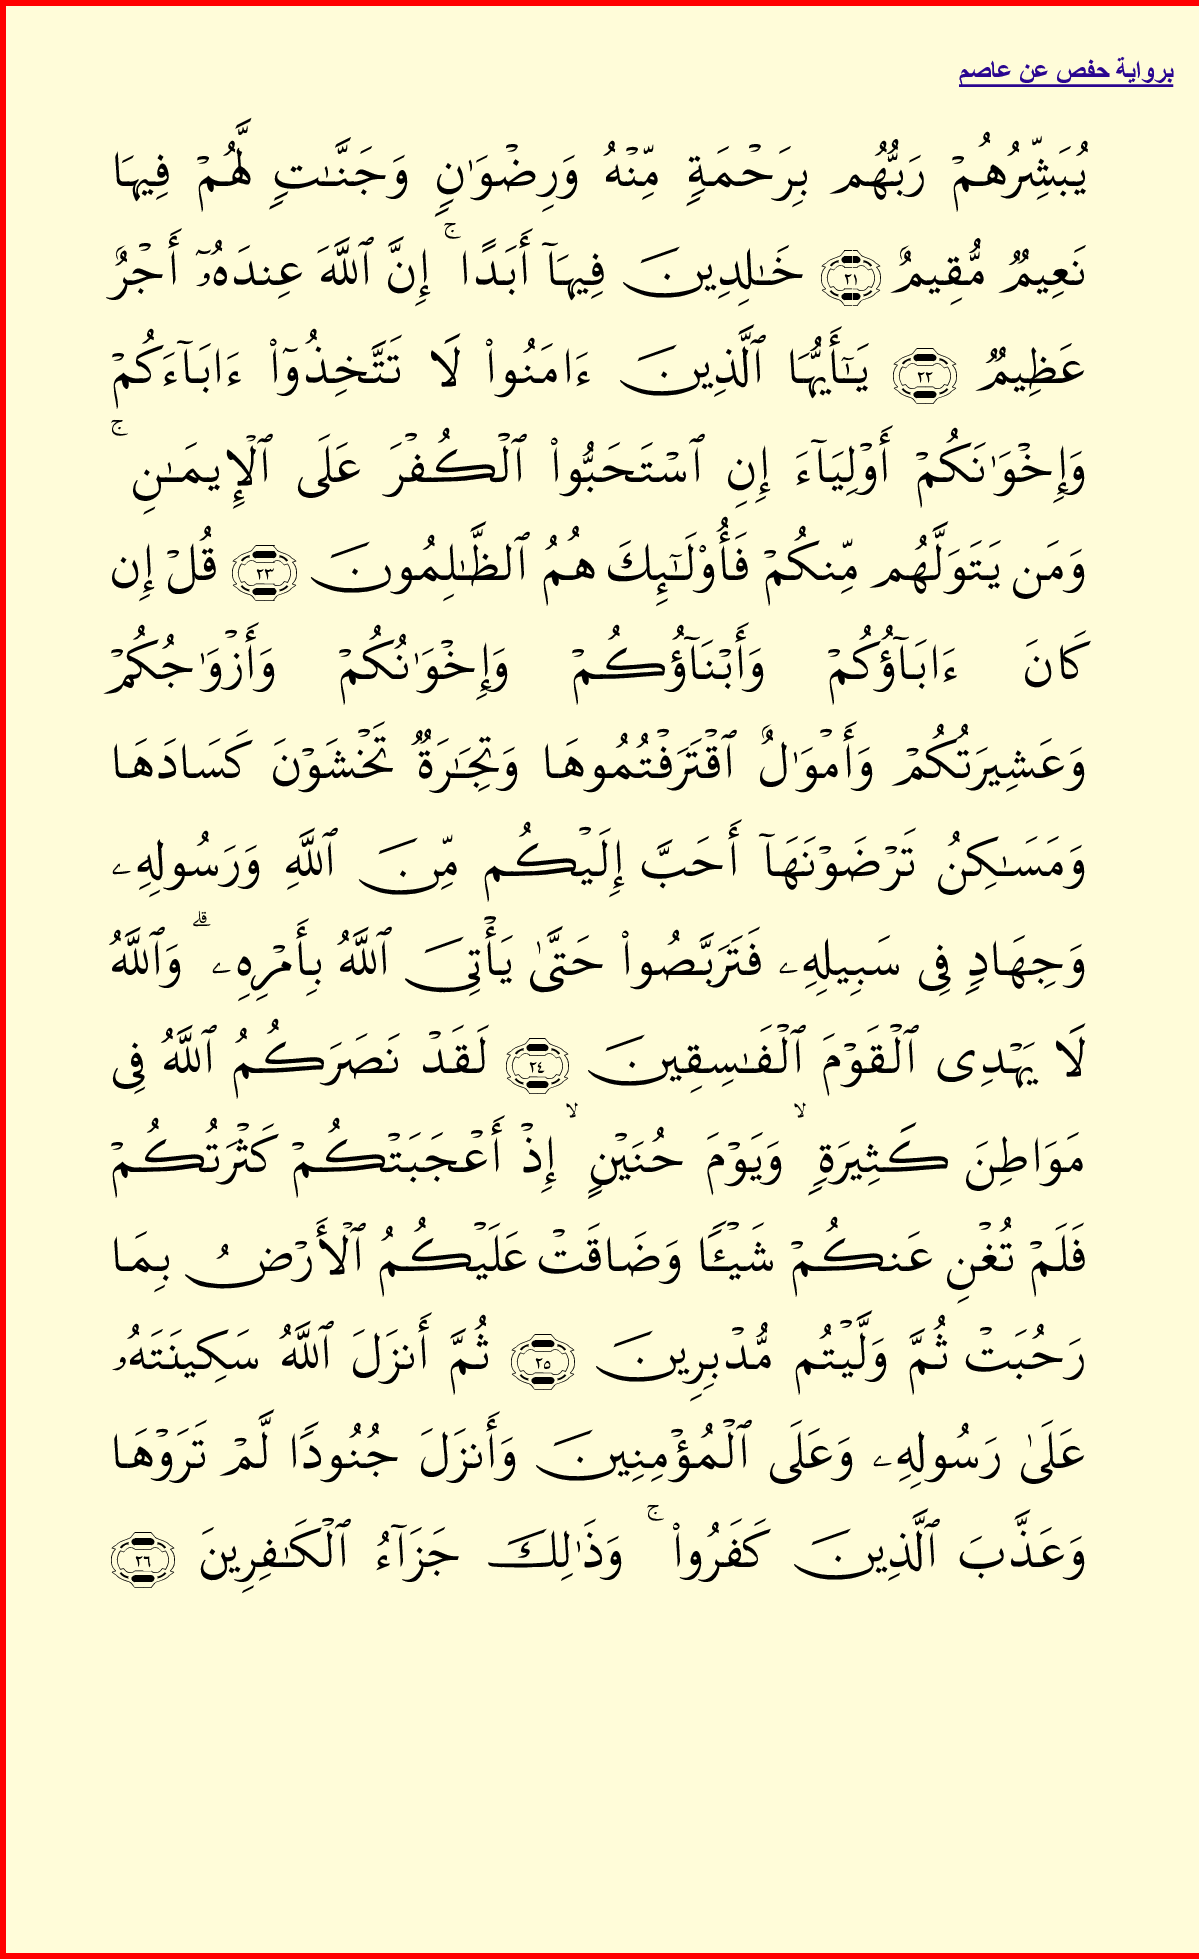 برواية حفص عن عاصم
يُبَشِّرُهُمۡ رَبُّهُم بِرَحۡمَةٖ مِّنۡهُ وَرِضۡوَٰنٖ وَجَنَّـٰتٖ لَّهُمۡ فِيهَا
نَعِيمٞ مُّقِيمٌ ٢١ خَـٰلِدِينَ فِيهَآ أَبَدًاۚ إِنَّ ٱللَّهَ عِندَهُۥٓ أَجۡرٌ
عَظِيمٞ ٢٢ يَـٰٓأَيُّهَا ٱلَّذِينَ ءَامَنُواْ لَا تَتَّخِذُوٓاْ ءَابَآءَكُمۡ
وَإِخۡوَٰنَكُمۡ أَوۡلِيَآءَ إِنِ ٱسۡتَحَبُّواْ ٱلۡكُفۡرَ عَلَى ٱلۡإِيمَـٰنِۚ
وَمَن يَتَوَلَّهُم مِّنكُمۡ فَأُوْلَـٰٓئِكَ هُمُ ٱلظَّـٰلِمُونَ ٢٣ قُلۡ إِن
كَانَ ءَابَآؤُكُمۡ وَأَبۡنَآؤُكُمۡ وَإِخۡوَٰنُكُمۡ وَأَزۡوَٰجُكُمۡ
وَعَشِيرَتُكُمۡ وَأَمۡوَٰلٌ ٱقۡتَرَفۡتُمُوهَا وَتِجَـٰرَةٞ تَخۡشَوۡنَ كَسَادَهَا
وَمَسَـٰكِنُ تَرۡضَوۡنَهَآ أَحَبَّ إِلَيۡكُم مِّنَ ٱللَّهِ وَرَسُولِهِۦ
وَجِهَادٖ فِي سَبِيلِهِۦ فَتَرَبَّصُواْ حَتَّىٰ يَأۡتِيَ ٱللَّهُ بِأَمۡرِهِۦۗ وَٱللَّهُ
لَا يَهۡدِي ٱلۡقَوۡمَ ٱلۡفَـٰسِقِينَ ٢٤ لَقَدۡ نَصَرَكُمُ ٱللَّهُ فِي
مَوَاطِنَ كَثِيرَةٖۙ وَيَوۡمَ حُنَيۡنٍۙ إِذۡ أَعۡجَبَتۡكُمۡ كَثۡرَتُكُمۡ
فَلَمۡ تُغۡنِ عَنكُمۡ شَيۡـٔٗا وَضَاقَتۡ عَلَيۡكُمُ ٱلۡأَرۡضُ بِمَا
رَحُبَتۡ ثُمَّ وَلَّيۡتُم مُّدۡبِرِينَ ٢٥ ثُمَّ أَنزَلَ ٱللَّهُ سَكِينَتَهُۥ
عَلَىٰ رَسُولِهِۦ وَعَلَى ٱلۡمُؤۡمِنِينَ وَأَنزَلَ جُنُودٗا لَّمۡ تَرَوۡهَا
وَعَذَّبَ ٱلَّذِينَ كَفَرُواْۚ وَذَٰلِكَ جَزَآءُ ٱلۡكَـٰفِرِينَ ٢٦